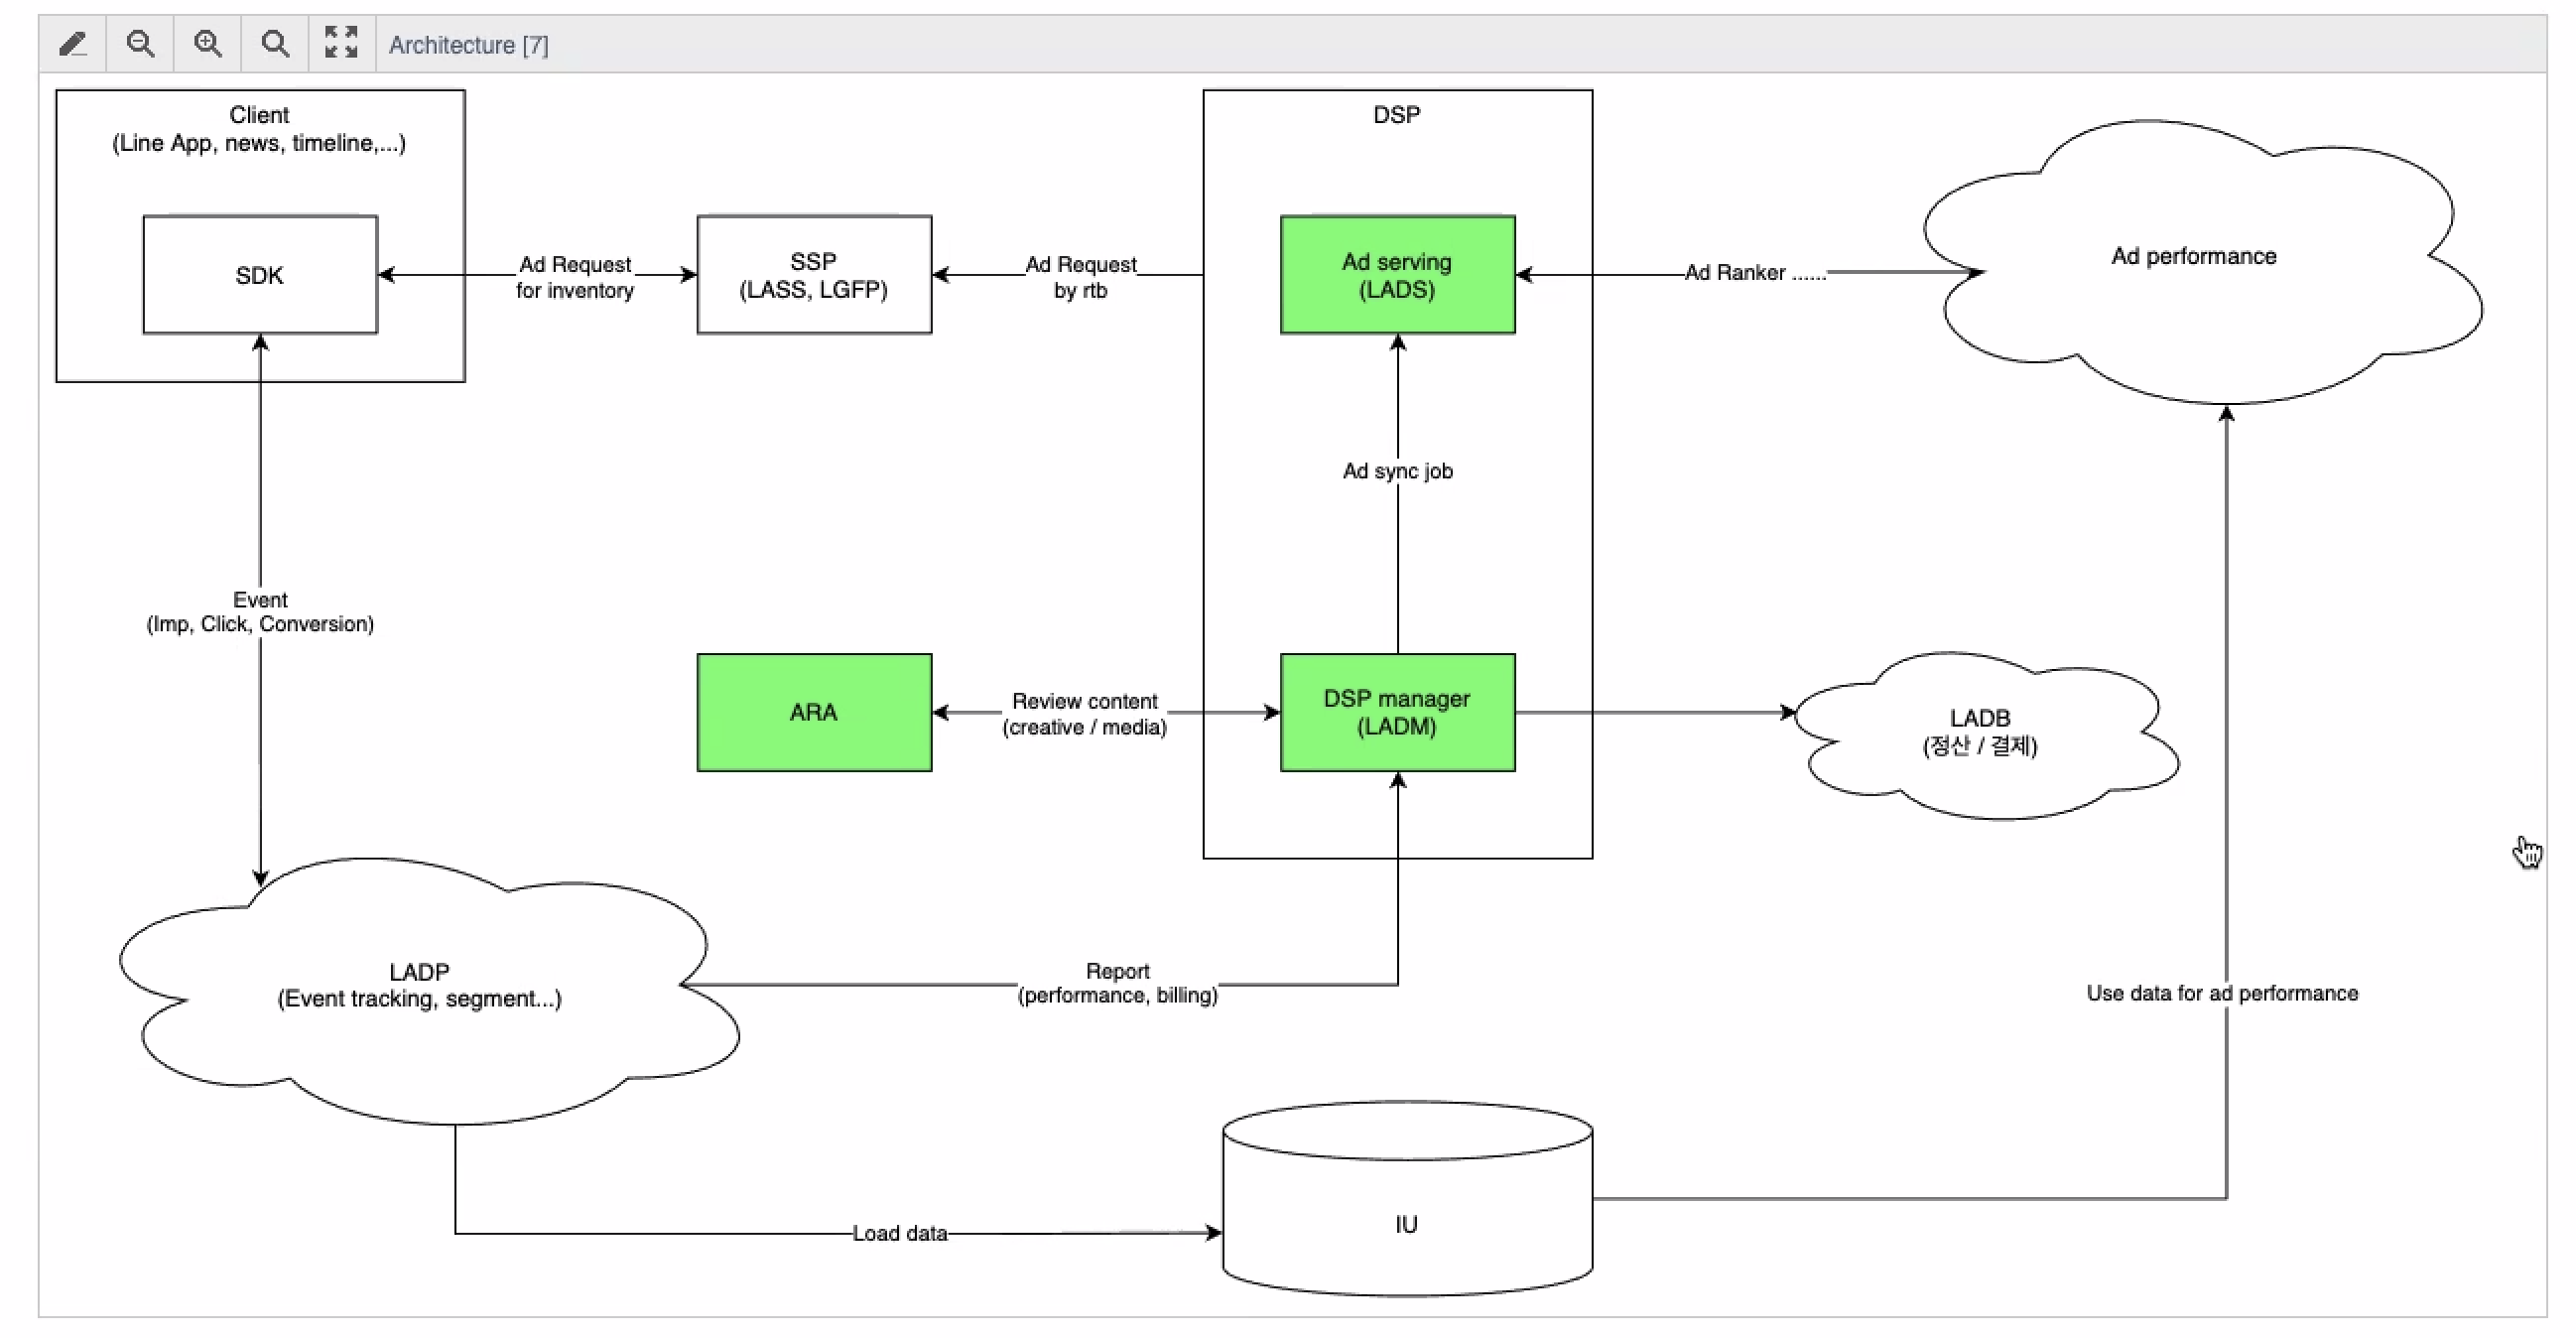 Architecture [7]
Client
(Line App, news, timeline,...)
DSP
SDK
Ad Request
for inventory
SSP
(LASS, LGFP)
Ad Request
by rtb
Ad serving
(LADS)
Ad Ranker ......
Ad performance
Ad sync job
Event
(Imp, Click, Conversion)
ARA
Review content
(creative / media)
DSP manager
(LADM)
LADB
(정산 / 결제)
LADP
(Event tracking, segment...)
Report
(performance, billing)
Use data for ad performance
Load data
IU